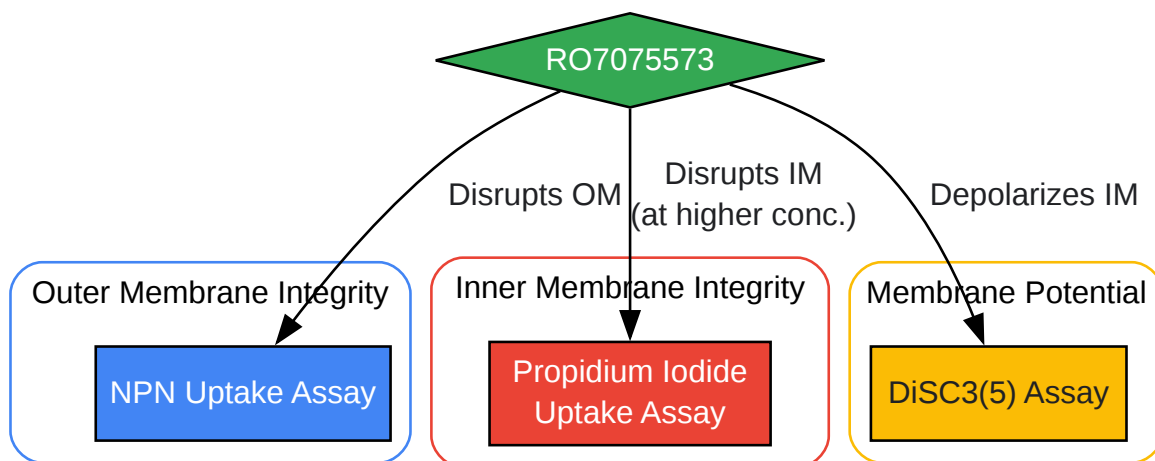 RO7075573
Disrupts OM
Disrupts IM
(at higher conc.)
Depolarizes IM
Outer Membrane Integrity
Inner Membrane Integrity
Membrane Potential
NPN Uptake Assay
Propidium Iodide
Uptake Assay
DiSC3(5) Assay